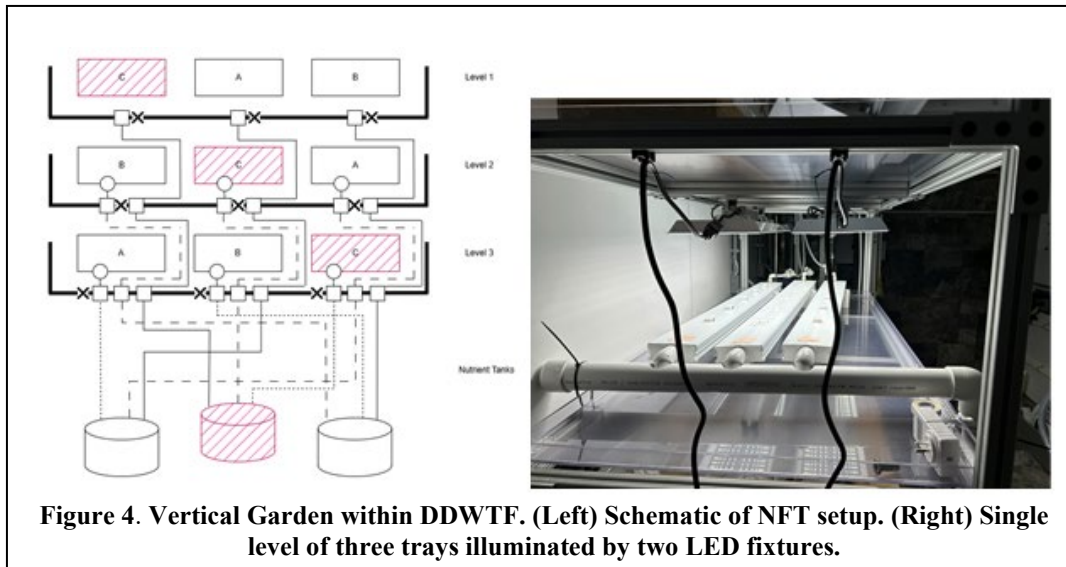 C A B Level 1
B C A Level 2
A B C Level 3
Nutrient Tanks
Figure 4. Vertical Garden within DDWTF. (Left) Schematic of NFT setup. (Right) Single
level of three trays illuminated by two LED fixtures.